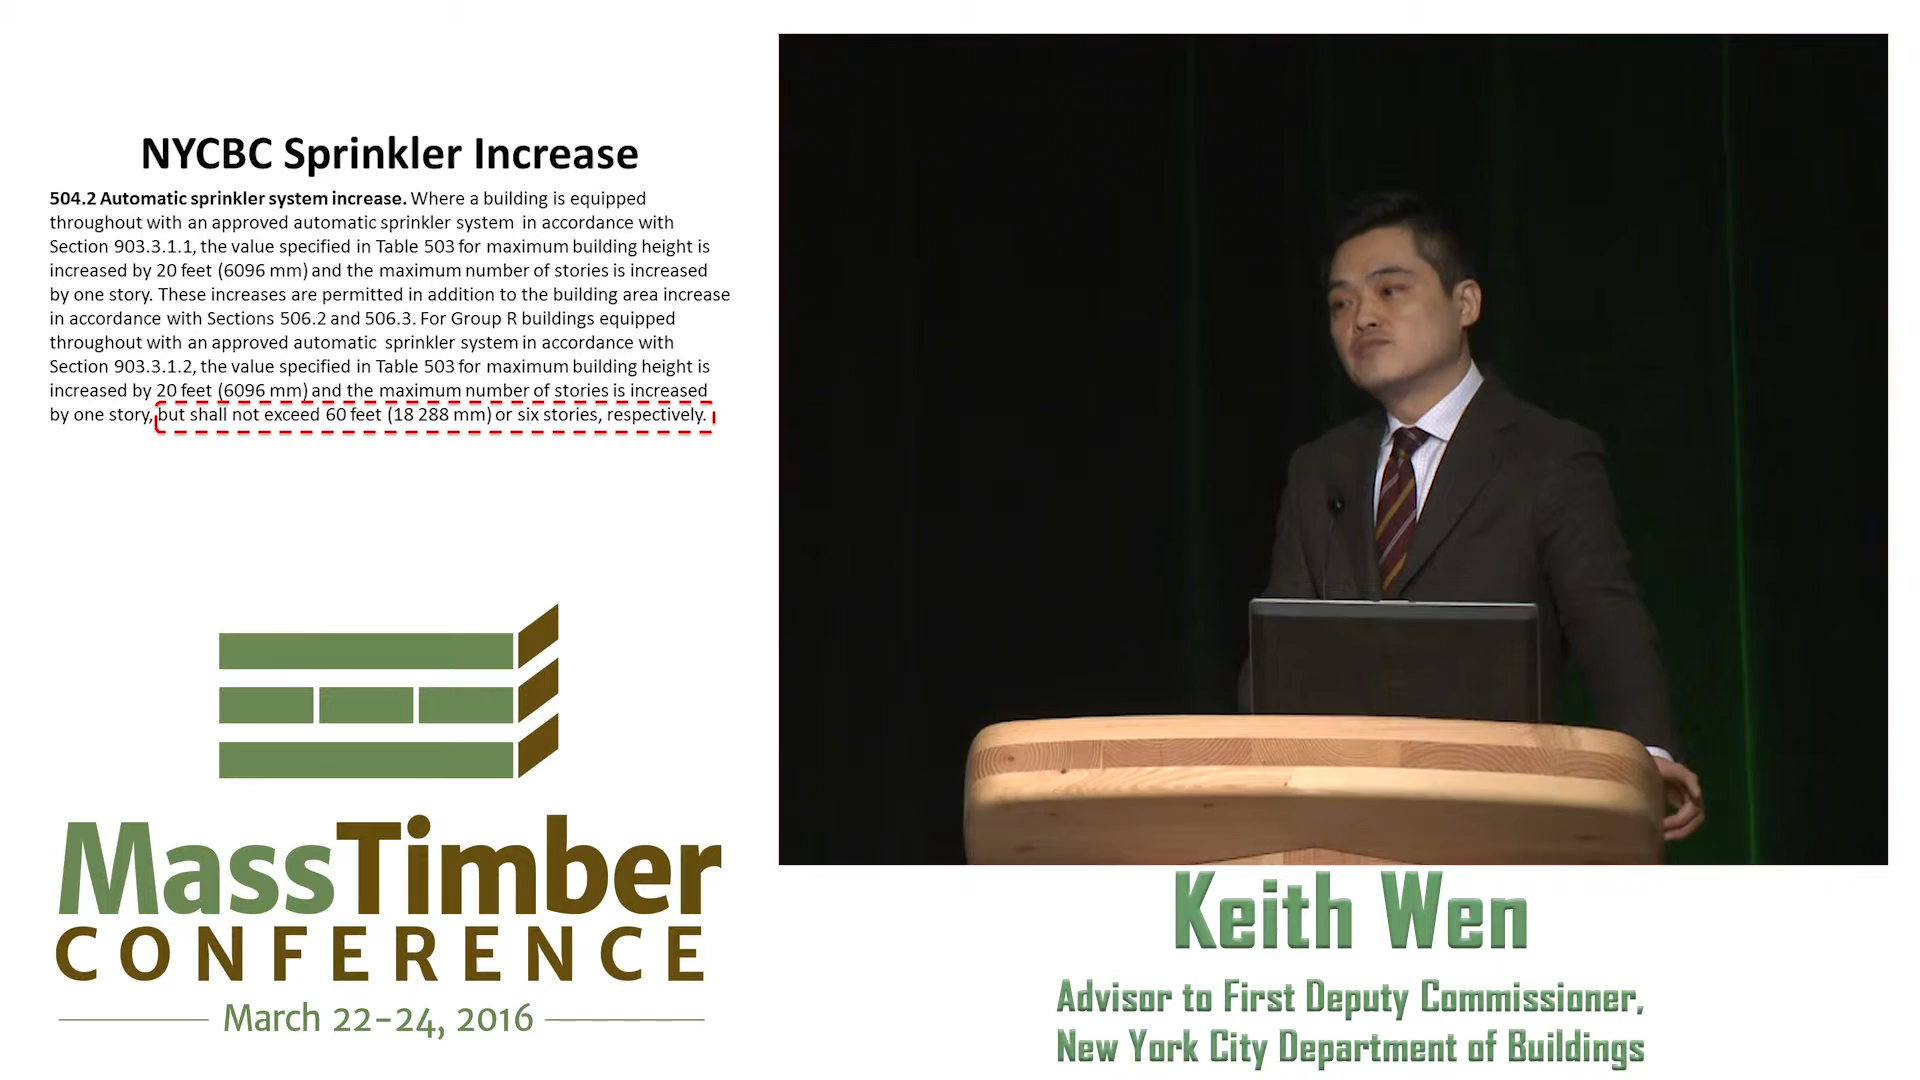 NYCBC Sprinkler Increase
504.2 Automatic sprinkler system increase. Where a building is equipped
throughout with an approved automatic sprinkler system in accordance with
Section 903.3.1.1, the value specified in Table 503 for maximum building height is
increased by 20 feet (6096 mm) and the maximum number of stories is increased
by one story. These increases are permitted in addition to the building area increase
in accordance with Sections 506.2 and 506.3. For Group R buildings equipped
throughout with an approved automatic sprinkler system in accordance with
Section 903.3.1.2, the value specified in Table 503 for maximum building height is
increased by 20 feet (6096 mm) and the maximum number of stories is increased
by one story, but shall not exceed 60 feet (18 288 mm) or six stories, respectively.
MassTimber
CONFERENCE
March 22-24, 2016
Keith Wen
Advisor to First Deputy Commissioner,
New York City Department of Buildings